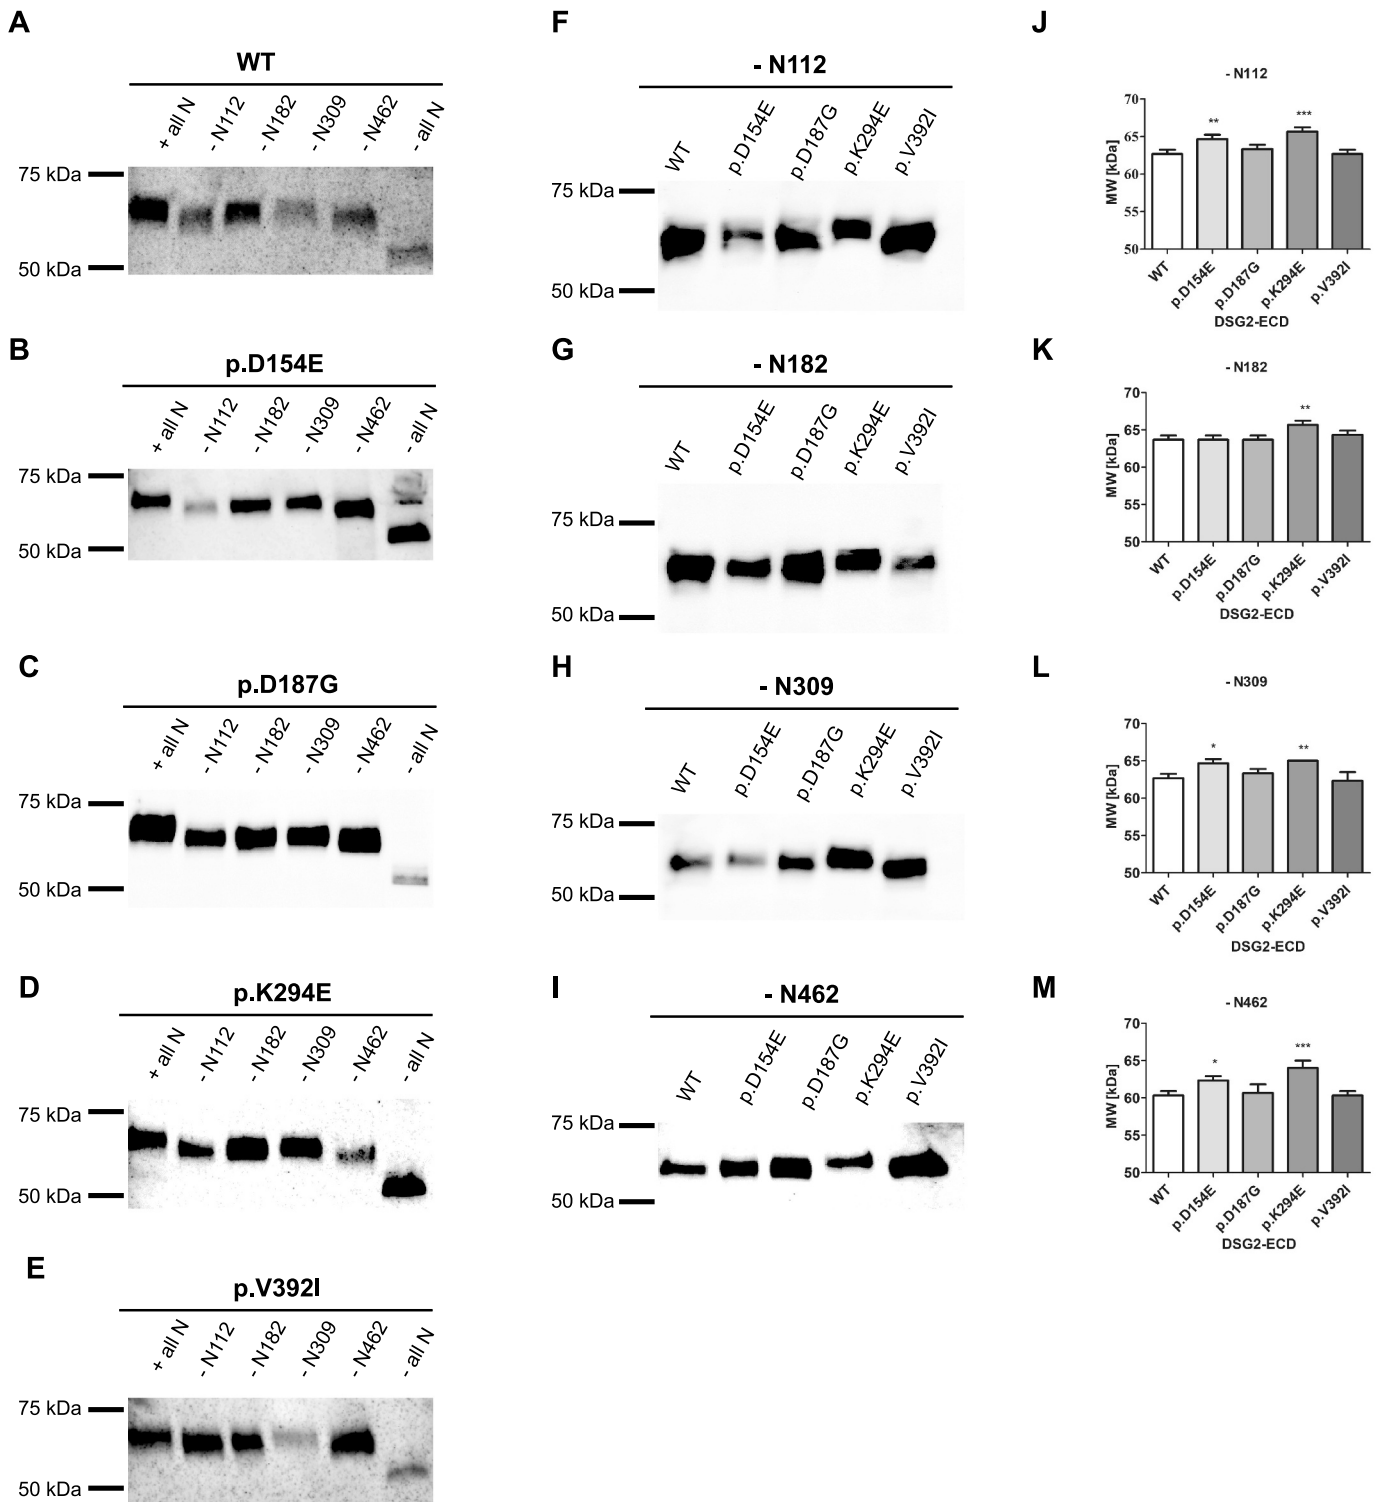 A
WT
+ all N
- N112
- N182
- N309
- N462
- all N
75 kDa
50 kDa
B
p.D154E
+ all N
- N112
- N182
- N309
- N462
- all N
75 kDa
50 kDa
C
p.D187G
+ all N
- N112
- N182
- N309
- N462
- all N
75 kDa
50 kDa
D
p.K294E
+ all N
- N112
- N182
- N309
- N462
- all N
75 kDa
50 kDa
E
p.V392I
+ all N
- N112
- N182
- N309
- N462
- all N
75 kDa
50 kDa
F
- N112
WT
p.D154E
p.D187G
p.K294E
p.V392I
75 kDa
50 kDa
G
- N182
WT
p.D154E
p.D187G
p.K294E
p.V392I
75 kDa
50 kDa
H
- N309
WT
p.D154E
p.D187G
p.K294E
p.V392I
75 kDa
50 kDa
I
- N462
WT
p.D154E
p.D187G
p.K294E
p.V392I
75 kDa
50 kDa
J
- N112
MW [kDa]
70
65
60
55
50
**
***
WT
p.D154E
p.D187G
p.K294E
p.V392I
DSG2-ECD
K
- N182
MW [kDa]
70
65
60
55
50
**
WT
p.D154E
p.D187G
p.K294E
p.V392I
DSG2-ECD
L
- N309
MW [kDa]
70
65
60
55
50
*
**
WT
p.D154E
p.D187G
p.K294E
p.V392I
DSG2-ECD
M
- N462
MW [kDa]
70
65
60
55
50
*
***
WT
p.D154E
p.D187G
p.K294E
p.V392I
DSG2-ECD